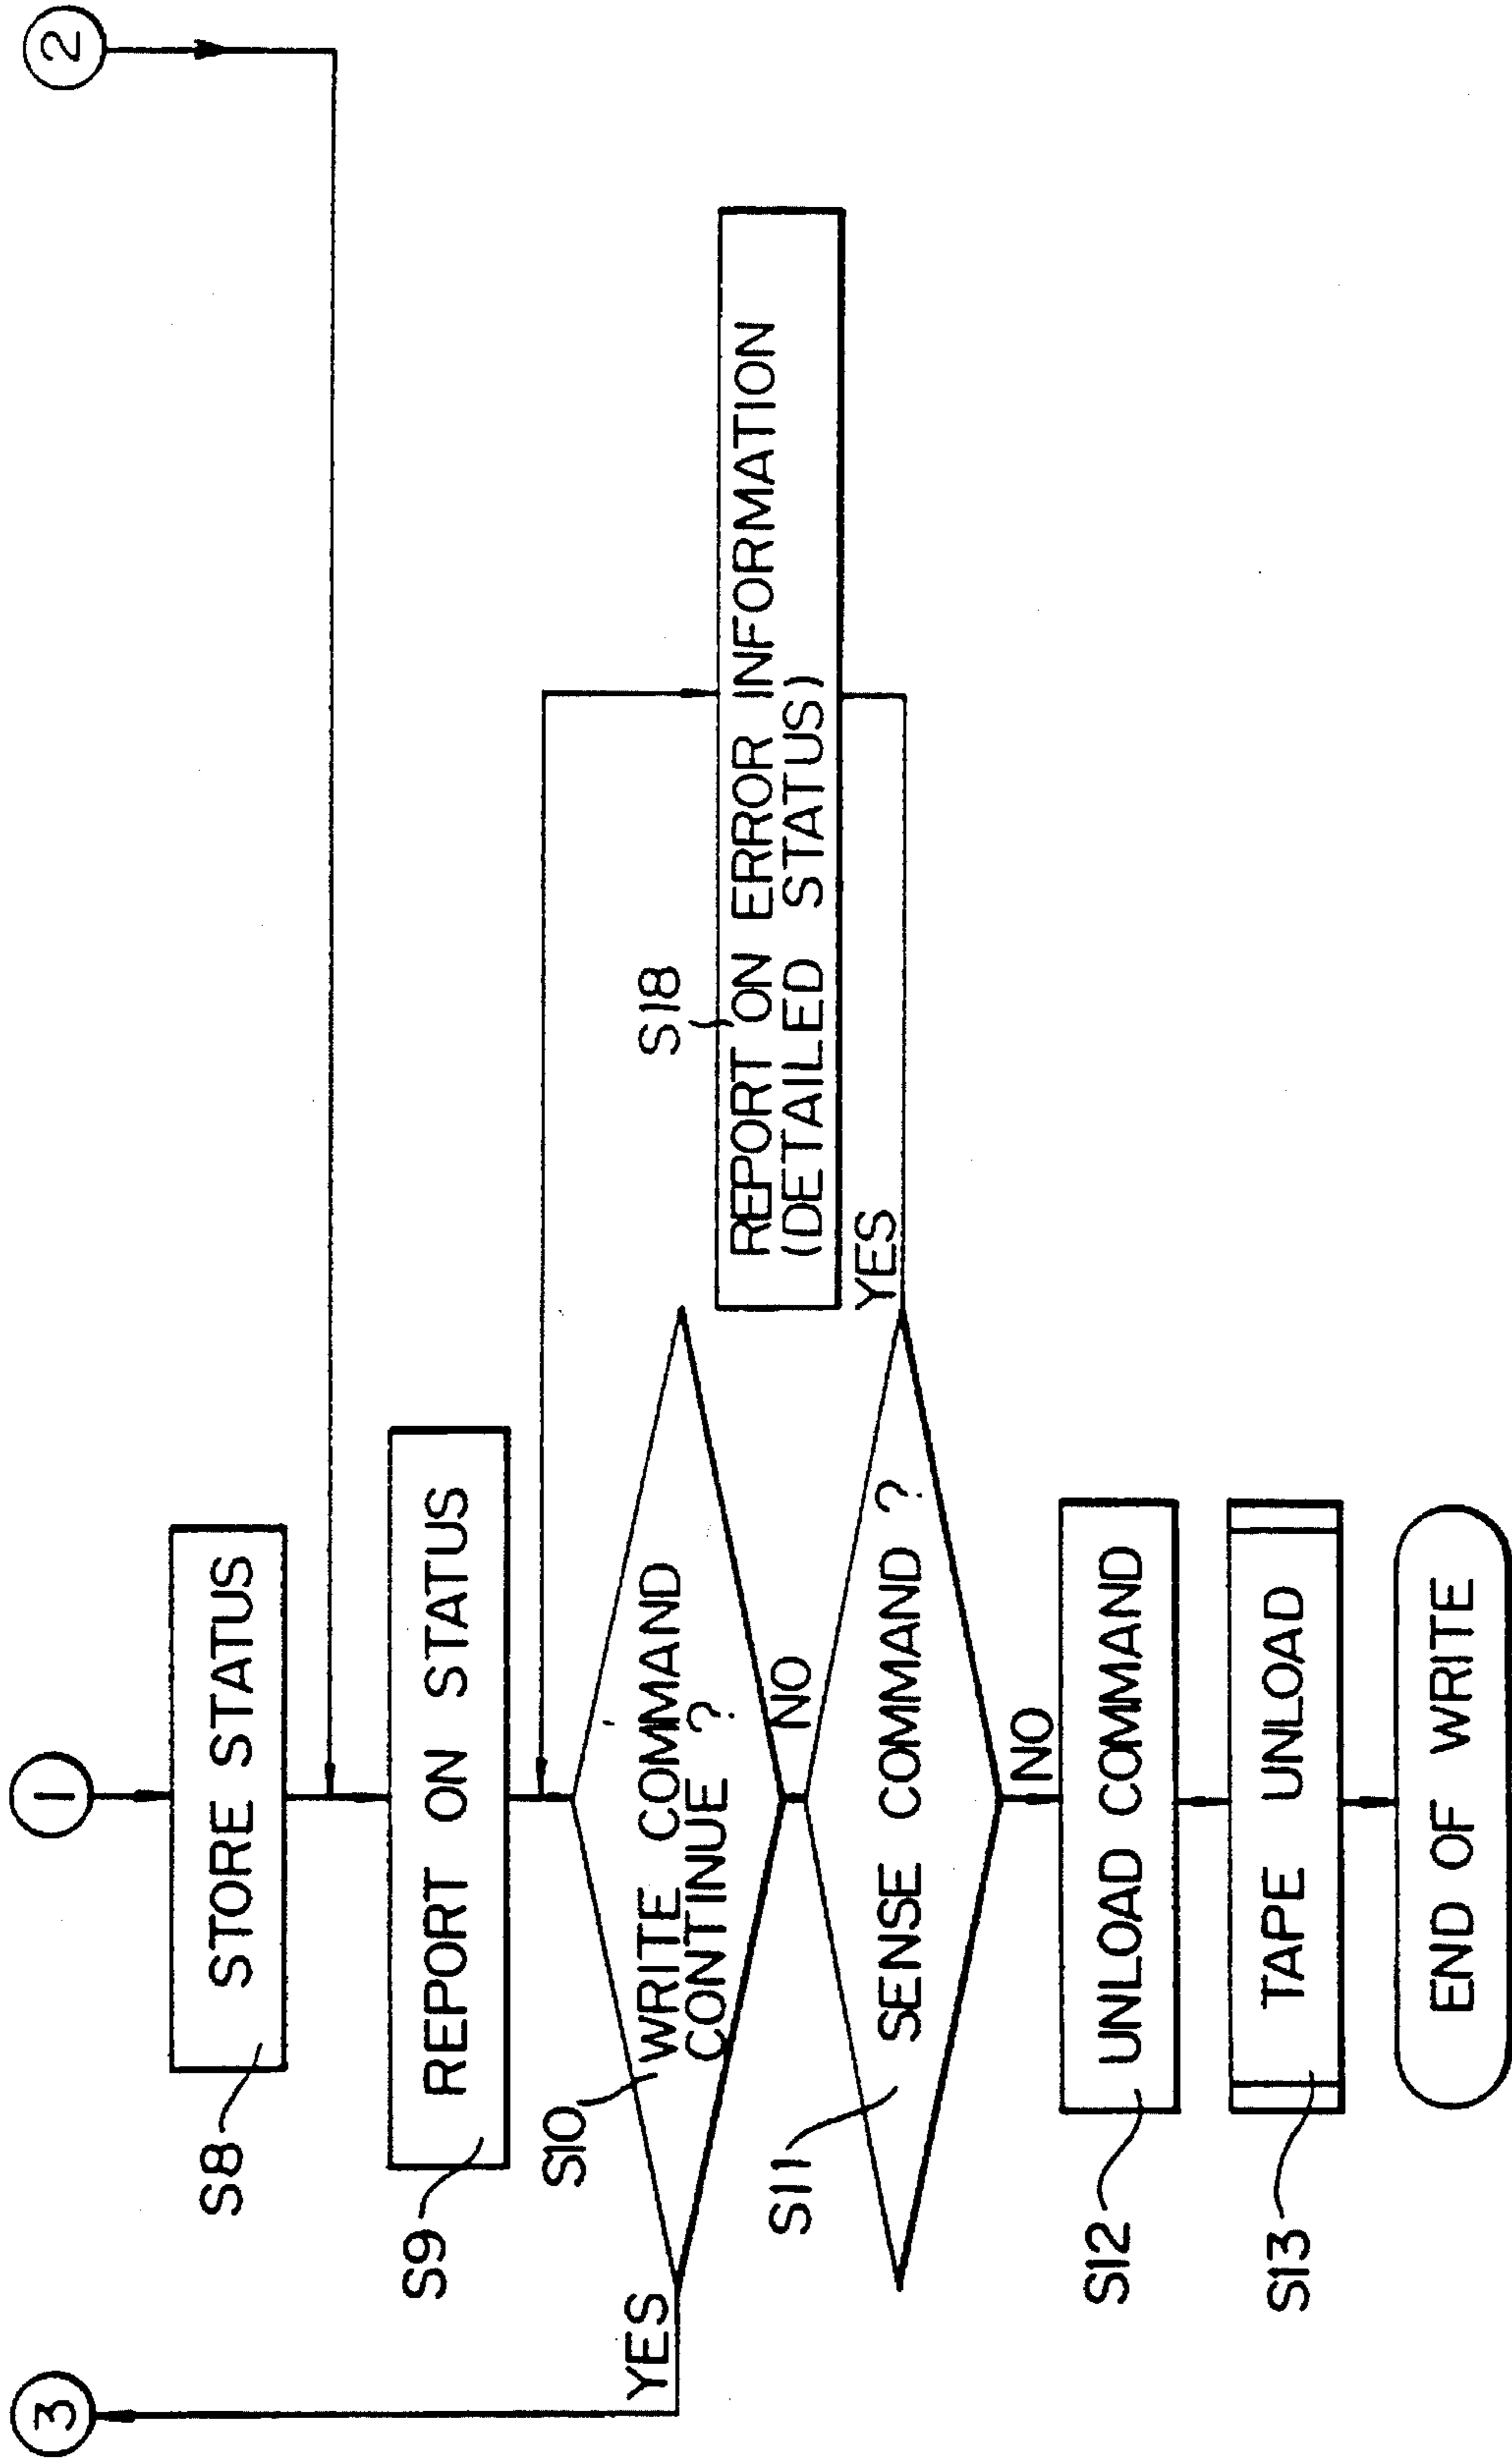 3
1
2
S8
STORE STATUS
S9
REPORT ON STATUS
S10
WRITE COMMAND
CONTINUE ?
YES
NO
S18
REPORT ON ERROR INFORMATION
(DETAILED STATUS)
S11
SENSE COMMAND ?
YES
NO
S12
UNLOAD COMMAND
S13
TAPE UNLOAD
END OF WRITE